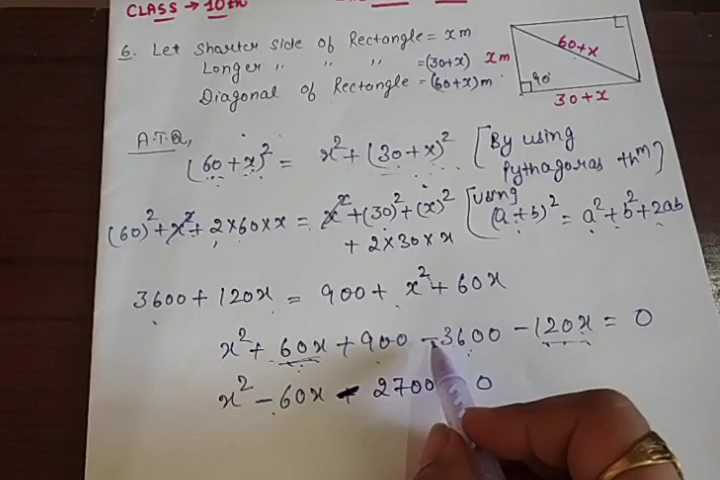 CLASS → 10th
6. Let Shorter side of Rectangle = x m
Longer " " " = (30+x) x m
Diagonal of Rectangle = (60+x) m
60+x
90°
30+x
A.T.Q,
(60+x)² = x² + (30+x)² [By using Pythagoras thm]
(60)² + x² + 2×60×x = x² + (30)² + (x)² [Using (a+b)² = a²+b²+2ab
+ 2×30×x
3600 + 120x = 900 + x² + 60x
x² + 60x + 900 - 3600 - 120x = 0
x² - 60x - 2700 0